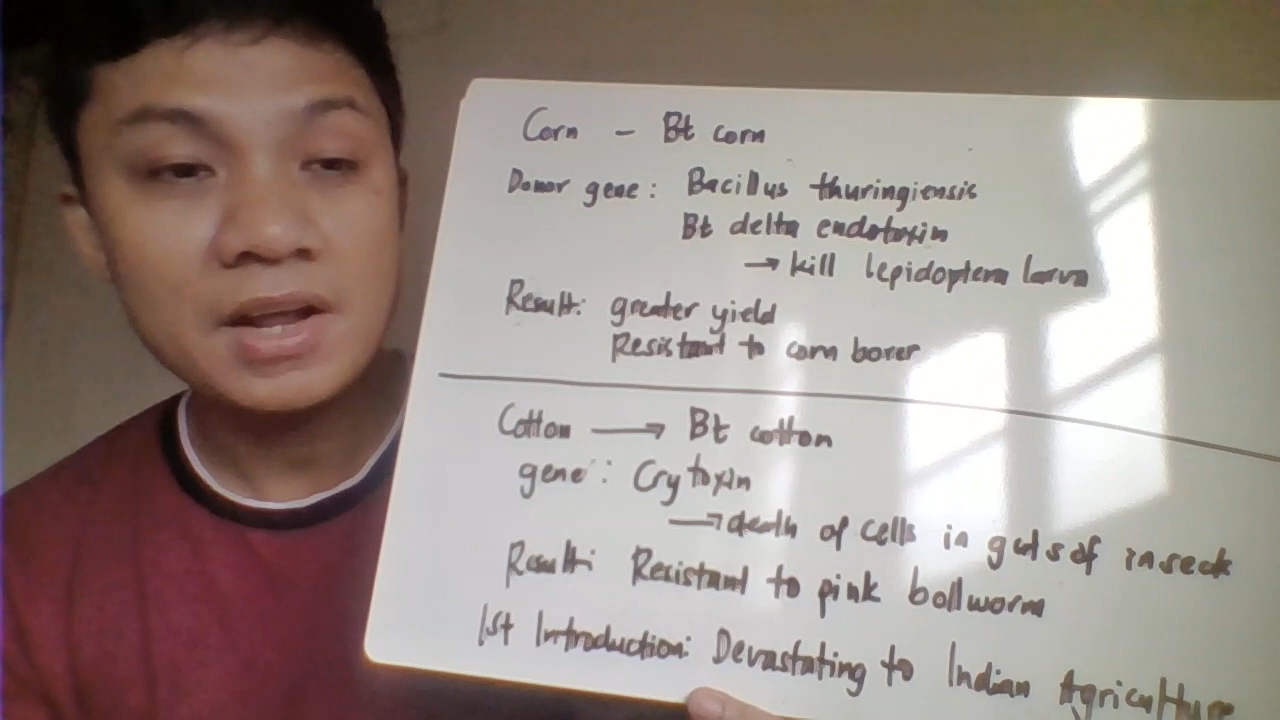 Corn – Bt corn
Donor gene: Bacillus thuringiensis
Bt delta endotoxin
→ kill lepidoptera larva
Result: greater yield
Resistant to corn borer
Cotton → Bt cotton
gene: Cry toxin
→ death of cells in guts of insect
Result: Resistant to pink bollworm
1st Introduction: Devastating to Indian Agriculture